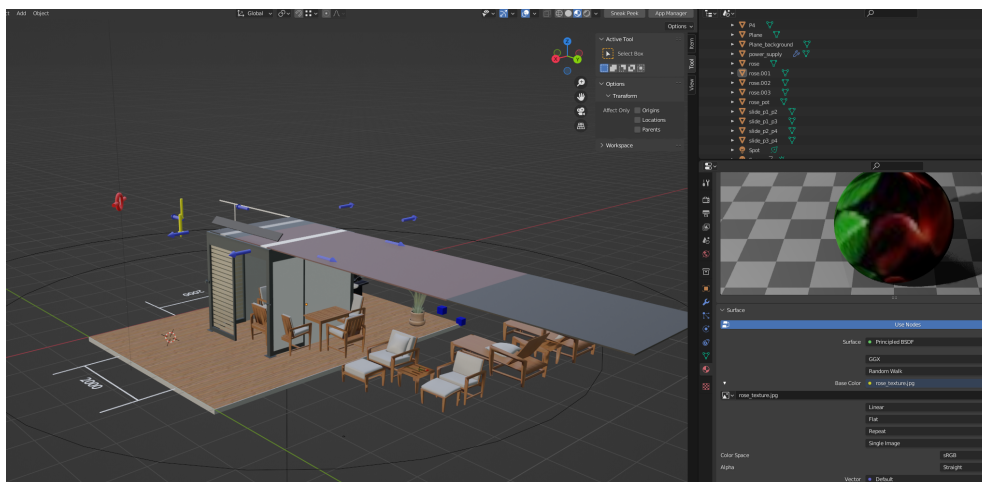 ct Add Object
Global
Sneak Peek App Manager
Options
Active Tool
Select Box
Options
Transform
Affect Only Origins
Locations
Parents
Workspace
Item
Tool
View
2000
2000
P4
Plane
Plane_background
power_supply
rose
rose.001
rose.002
rose.003
rose_pot
slide_p1_p2
slide_p1_p3
slide_p2_p4
slide_p3_p4
Spot
Surface
Use Nodes
Surface Principled BSDF
GGX
Random Walk
Base Color rose_texture.jpg
rose_texture.jpg
Linear
Flat
Repeat
Single Image
Color Space sRGB
Alpha Straight
Vector Default